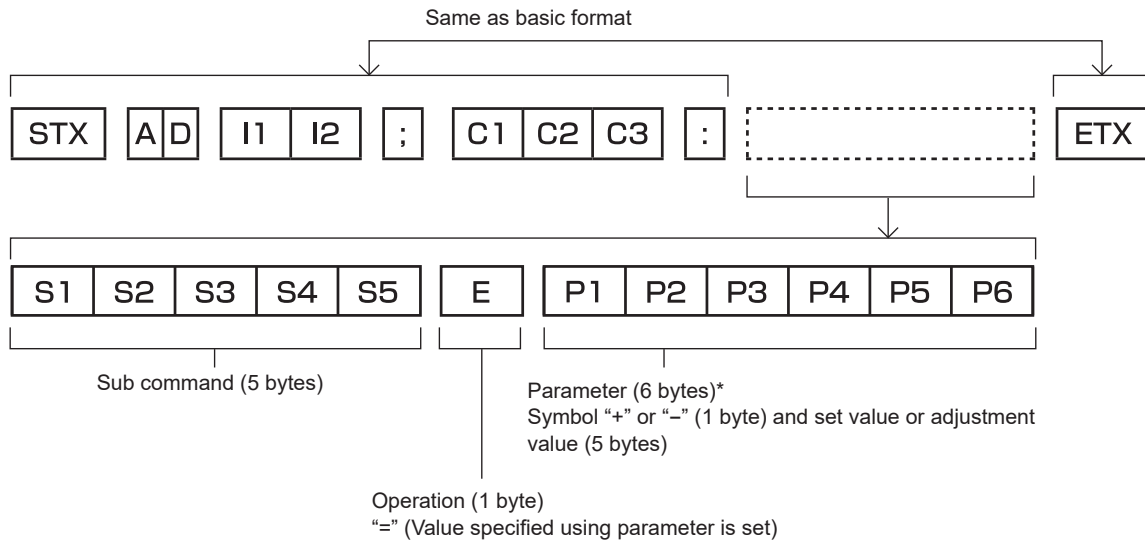 Same as basic format
STX A D I1 I2 ; C1 C2 C3 : ETX
S1 S2 S3 S4 S5 E P1 P2 P3 P4 P5 P6
Sub command (5 bytes)
Parameter (6 bytes)*
Symbol “+” or “−” (1 byte) and set value or adjustment
value (5 bytes)
Operation (1 byte)
“=” (Value specified using parameter is set)